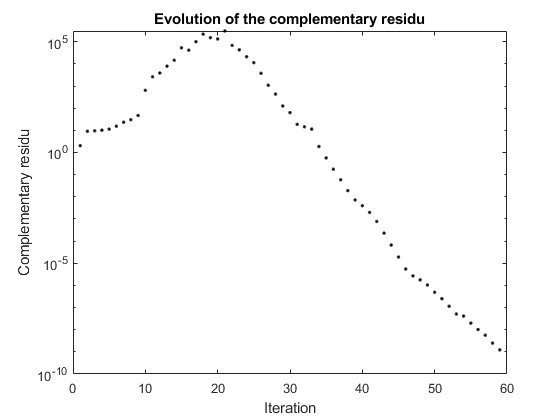 Evolution of the complementary residu
10^5
10^0
10^-5
10^-10
Complementary residu
0 10 20 30 40 50 60
Iteration